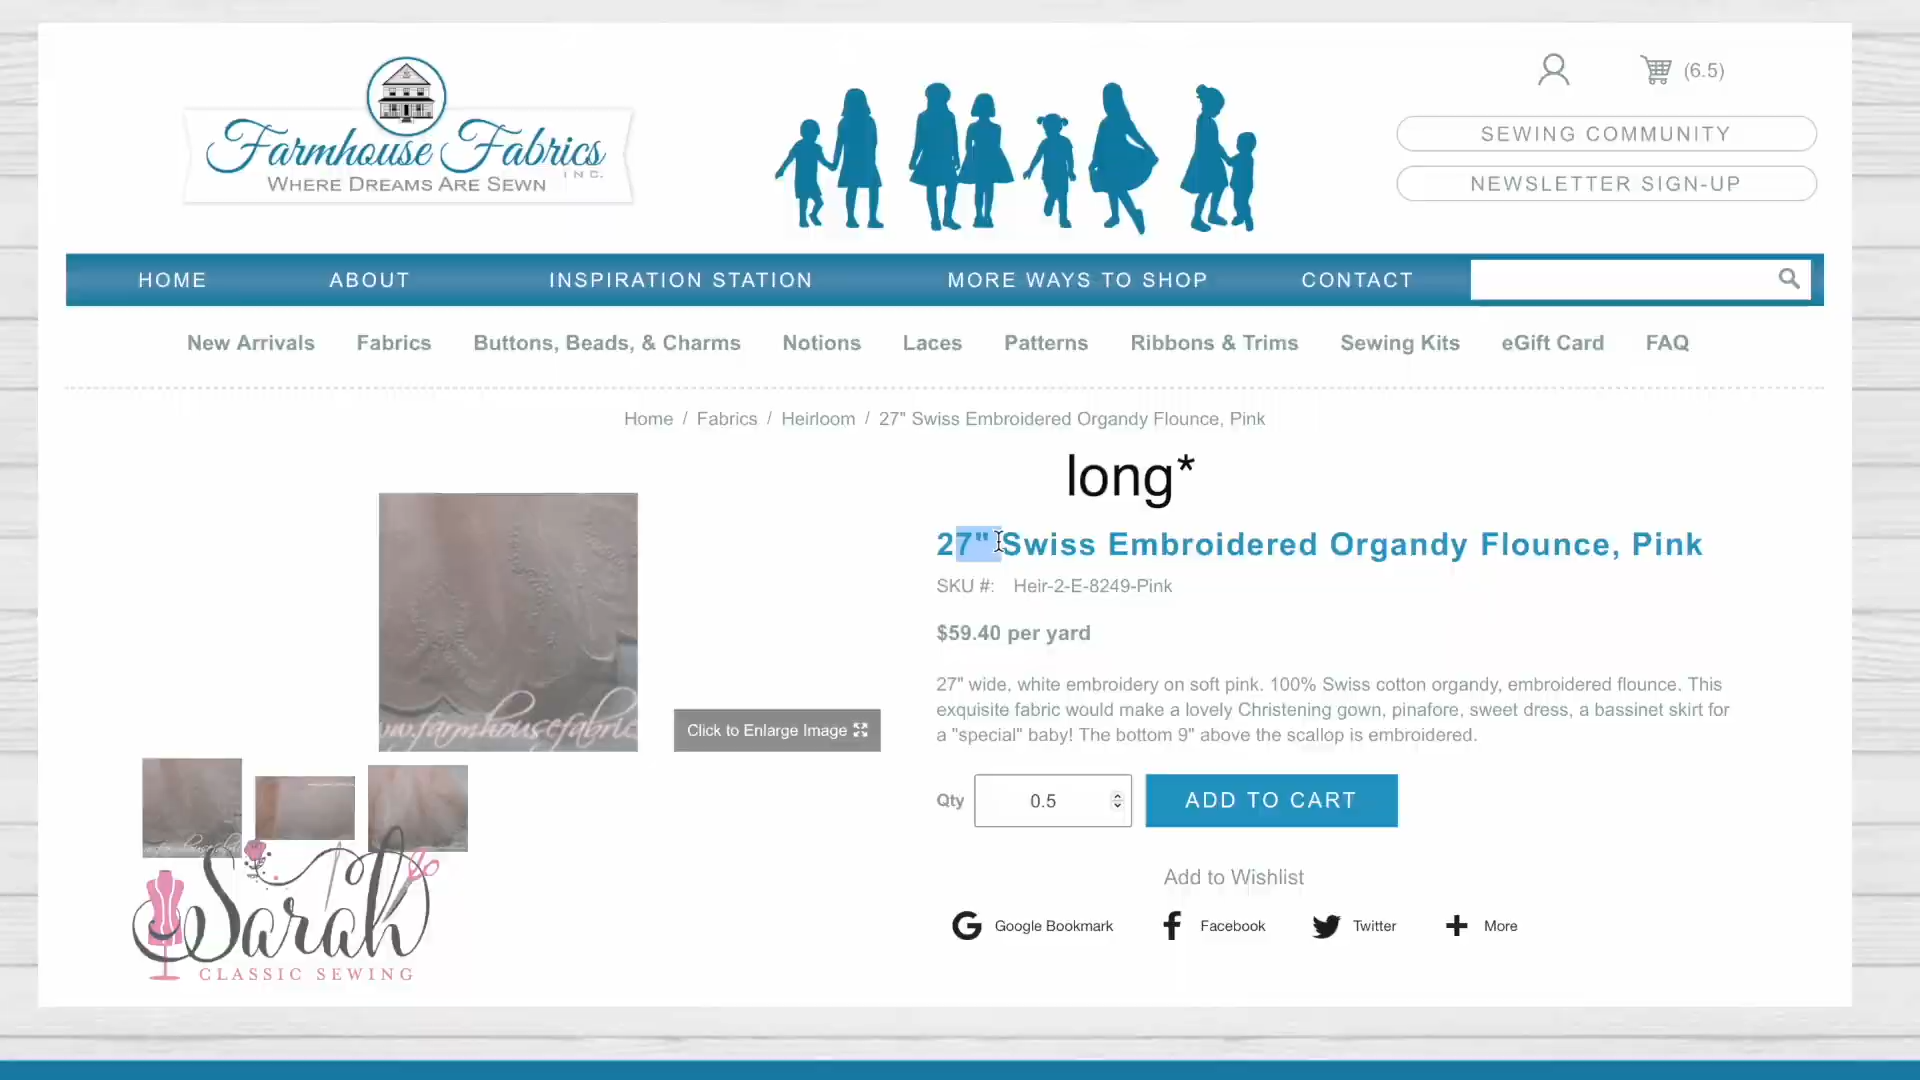 Farmhouse Fabrics
INC.
WHERE DREAMS ARE SEWN
(6.5)
SEWING COMMUNITY
NEWSLETTER SIGN-UP
HOME ABOUT INSPIRATION STATION MORE WAYS TO SHOP CONTACT
New Arrivals Fabrics Buttons, Beads, & Charms Notions Laces Patterns Ribbons & Trims Sewing Kits eGift Card FAQ
Home / Fabrics / Heirloom / 27" Swiss Embroidered Organdy Flounce, Pink
long*
27" Swiss Embroidered Organdy Flounce, Pink
SKU #: Heir-2-E-8249-Pink
$59.40 per yard
27" wide, white embroidery on soft pink. 100% Swiss cotton organdy, embroidered flounce. This
exquisite fabric would make a lovely Christening gown, pinafore, sweet dress, a bassinet skirt for
a "special" baby! The bottom 9" above the scallop is embroidered.
www.farmhousefabric
Click to Enlarge Image
Qty 0.5 ADD TO CART
Add to Wishlist
Google Bookmark Facebook Twitter More
Sarah
CLASSIC SEWING